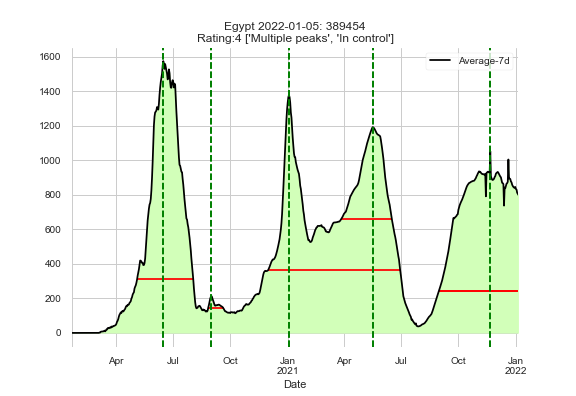 Egypt 2022-01-05: 389454
Rating:4 ['Multiple peaks', 'In control']
Average-7d
1600
1400
1200
1000
800
600
400
200
0
Apr Jul Oct Jan Apr Jul Oct Jan
2021 2022
Date